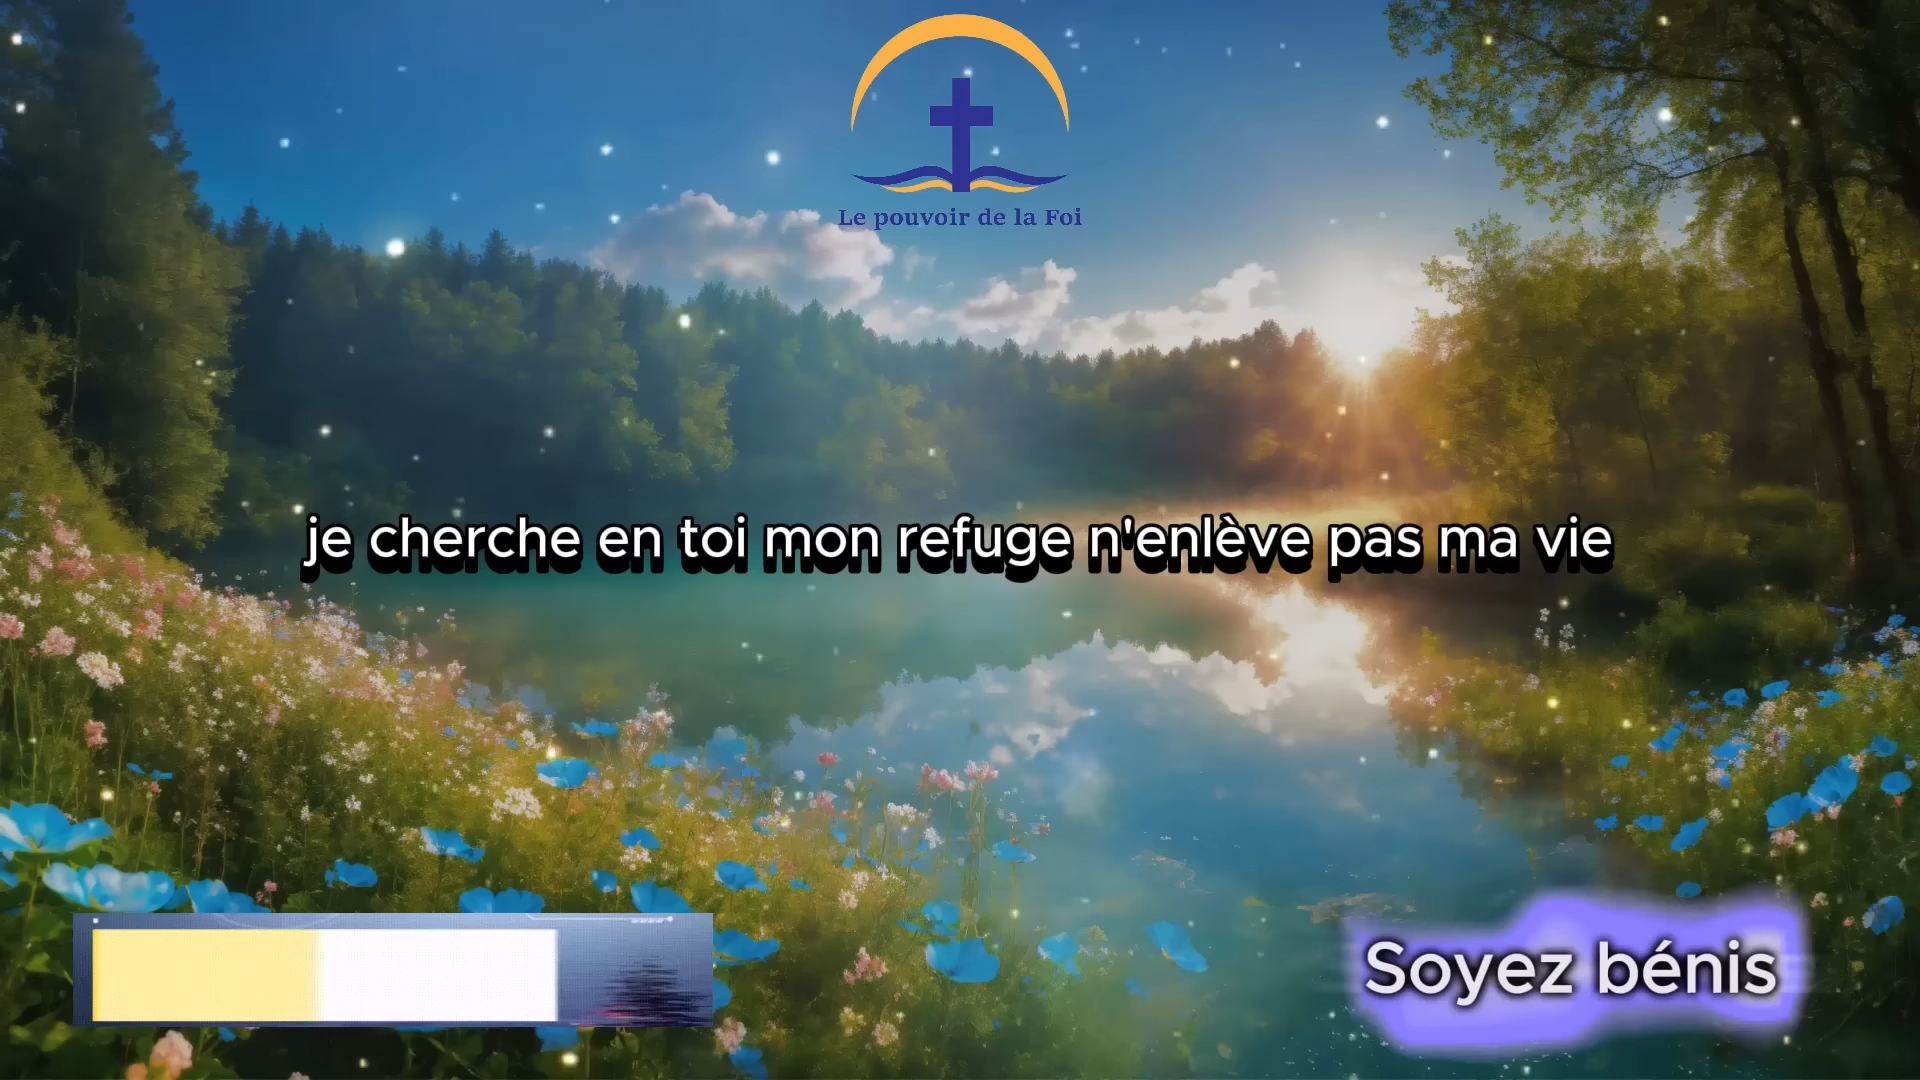 Le pouvoir de la Foi
je cherche en toi mon refuge n'enlève pas ma vie
Soyez bénis